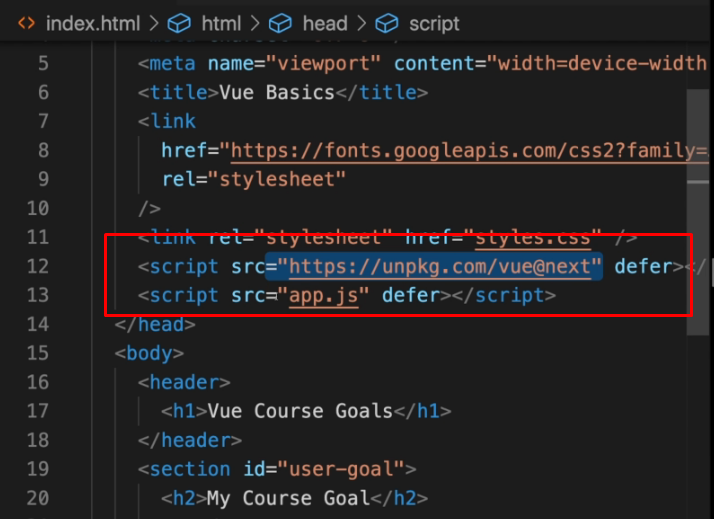 <> index.html > html > head > script
5 <meta name="viewport" content="width=device-width
6 <title>Vue Basics</title>
7 <link
8 href="https://fonts.googleapis.com/css2?family=
9 rel="stylesheet"
10 />
11 <link rel="stylesheet" href="styles.css" />
12 <script src="https://unpkg.com/vue@next" defer></
13 <script src="app.js" defer></script>
14 </head>
15 <body>
16 <header>
17 <h1>Vue Course Goals</h1>
18 </header>
19 <section id="user-goal">
20 <h2>My Course Goal</h2>